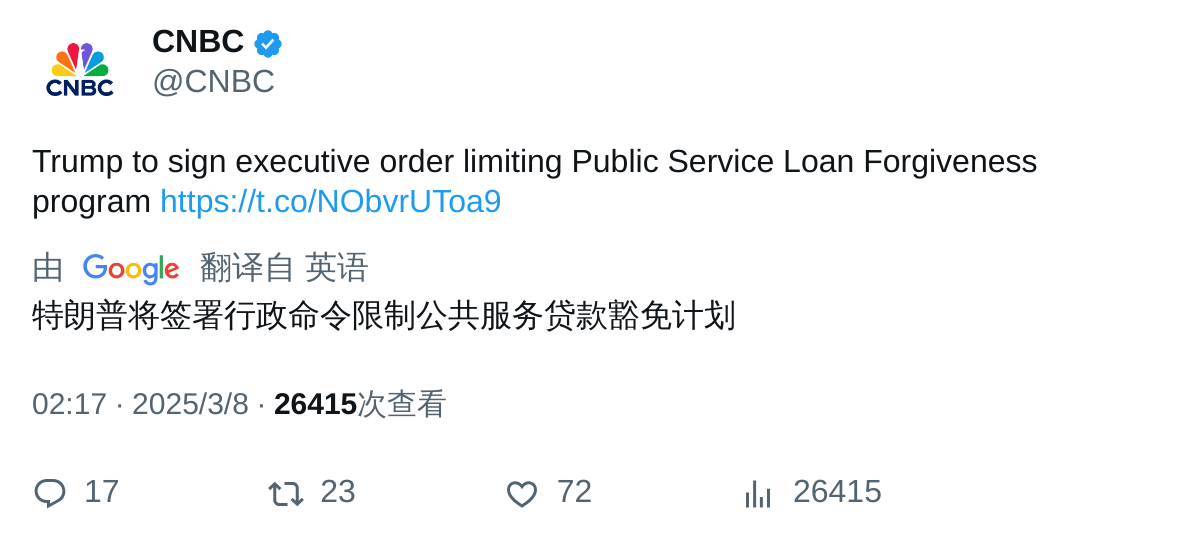 CNBC
CNBC
@CNBC
Trump to sign executive order limiting Public Service Loan Forgiveness
program https://t.co/NObvrUToa9
由 Google 翻译自 英语
特朗普将签署行政命令限制公共服务贷款豁免计划
02:17 · 2025/3/8 · 26415次查看
17 23 72 26415